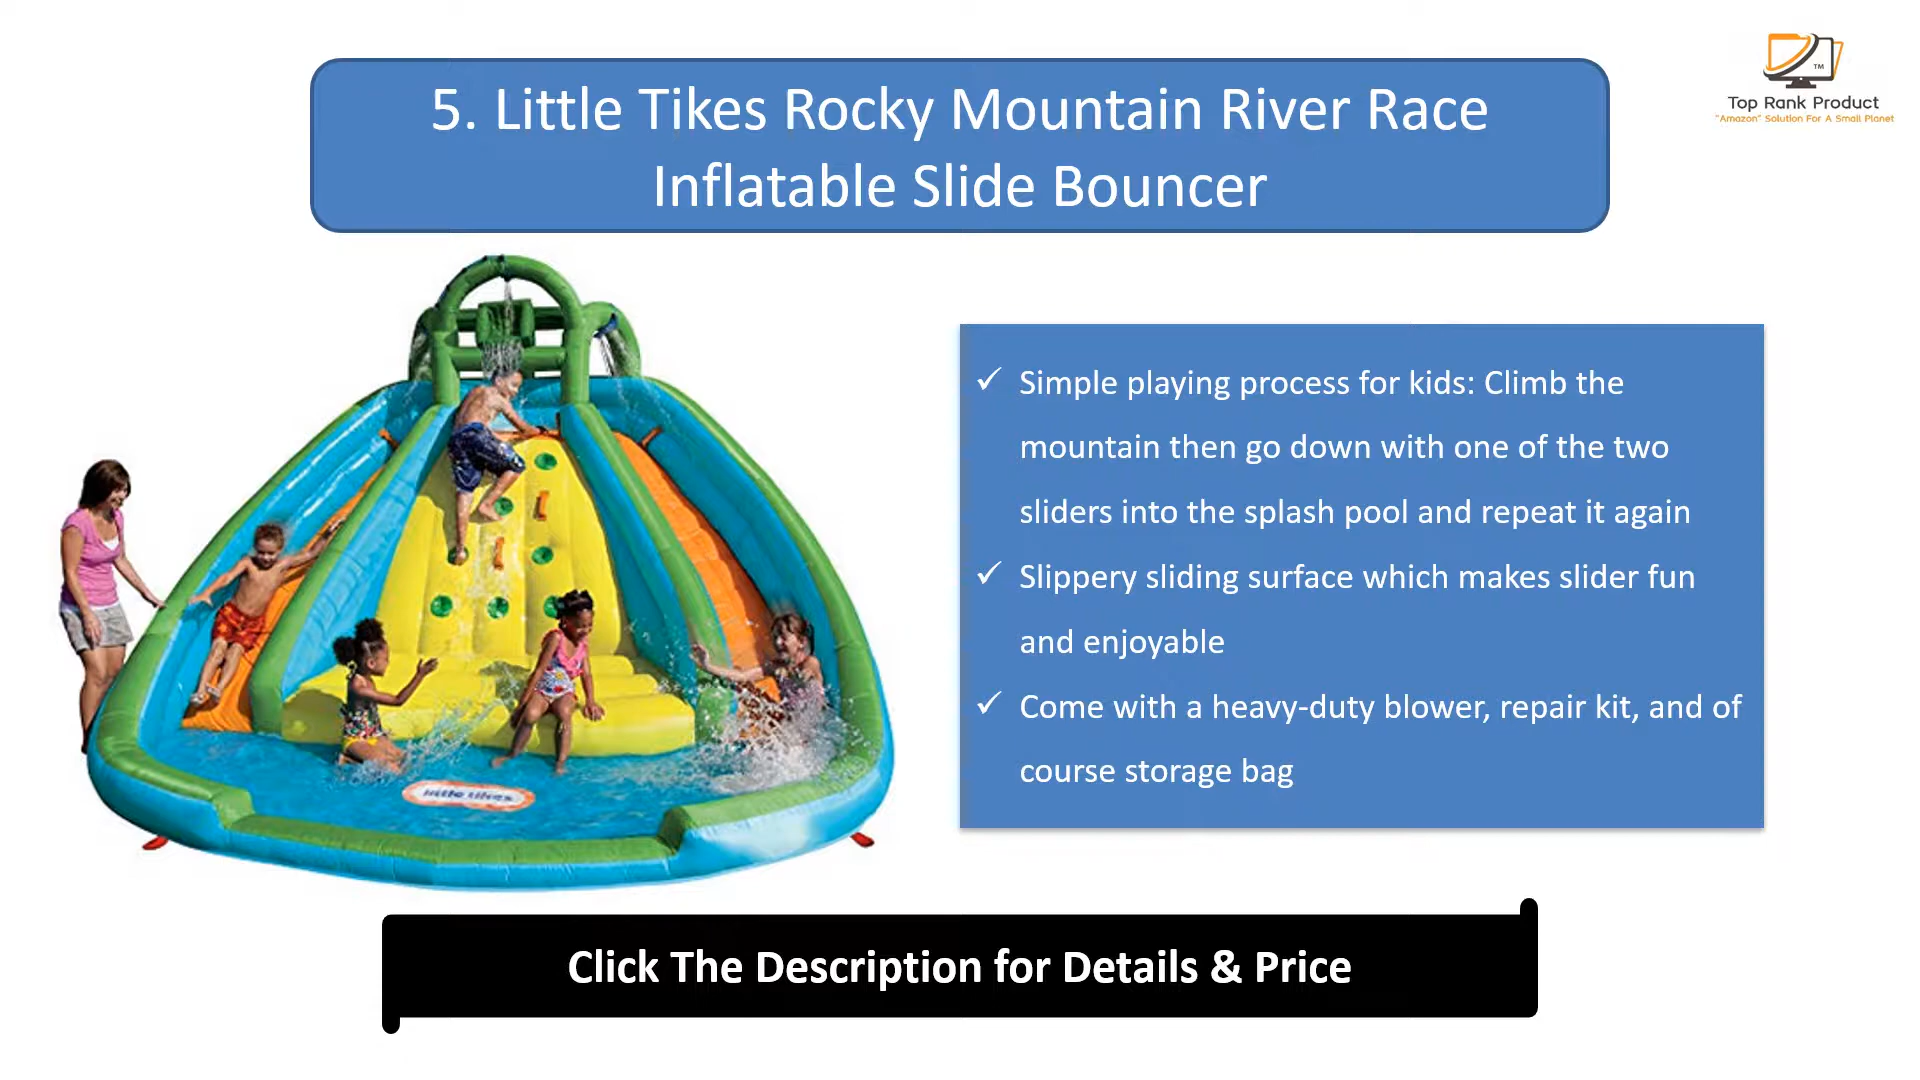 5. Little Tikes Rocky Mountain River Race
Inflatable Slide Bouncer
TM
Top Rank Product
"Amazon" Solution For A Small Planet
✓ Simple playing process for kids: Climb the
mountain then go down with one of the two
sliders into the splash pool and repeat it again
✓ Slippery sliding surface which makes slider fun
and enjoyable
✓ Come with a heavy-duty blower, repair kit, and of
course storage bag
little tikes
Click The Description for Details & Price